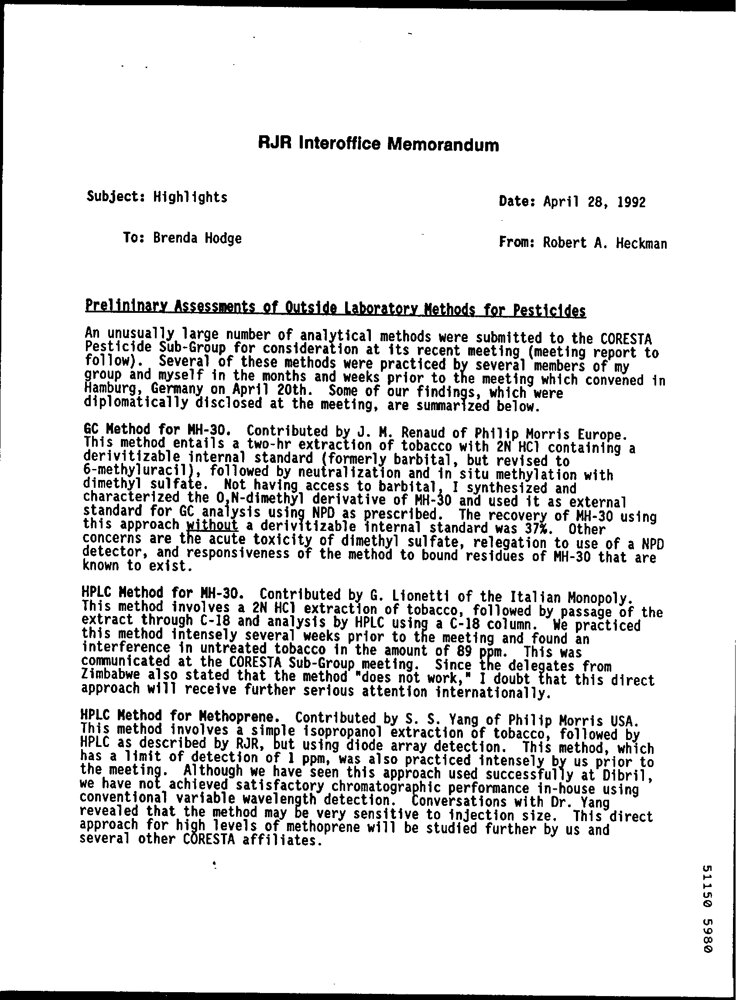 RJR Interoffice Memorandum
Subject: Highlights
Date: April 28, 1992
To: Brenda Hodge
From: Robert A. Heckman
Prelininary Assessments of Outside Laboratory Methods for Pesticides
An unusually large number of analytical methods were submitted to the CORESTA
Pesticide Sub-Group for consideration at its recent meeting (meeting report to
follow). Several of these methods were practiced by several members of my
group and myself in the months and weeks prior to the meeting which convened in
Hamburg, Germany on April 20th. Some of our findings, which were
diplomatically disclosed at the meeting, are summarized below.
GC Method for MH-30. Contributed by J. M. Renaud of Philip Morris Europe.
This method entails a two-hr extraction of tobacco with 2N HCl containing a
derivitizable internal standard (formerly barbital, but revised to
6-methyluracil), followed by neutralization and in situ methylation with
dimethyl sulfate. Not having access to barbital, I synthesized and
characterized the O,N-dimethyl derivative of MH-30 and used it as external
standard for GC analysis using NPD as prescribed. The recovery of MH-30 using
this approach without a derivitizable internal standard was 37%. Other
concerns are the acute toxicity of dimethyl sulfate, relegation to use of a NPD
detector, and responsiveness of the method to bound residues of MH-30 that are
known to exist.
HPLC Method for MH-30. Contributed by G. Lionetti of the Italian Monopoly.
This method involves a 2N HCl extraction of tobacco, followed by passage of the
extract through C-18 and analysis by HPLC using a C-18 column. We practiced
this method intensely several weeks prior to the meeting and found an
interference in untreated tobacco in the amount of 89 ppm. This was
communicated at the CORESTA Sub-Group meeting. Since the delegates from
Zimbabwe also stated that the method "does not work," I doubt that this direct
approach will receive further serious attention internationally.
HPLC Method for Methoprene. Contributed by S. S. Yang of Philip Morris USA.
This method involves a simple isopropanol extraction of tobacco, followed by
HPLC as described by RJR, but using diode array detection. This method, which
has a limit of detection of 1 ppm, was also practiced intensely by us prior to
the meeting. Although we have seen this approach used successfully at Dibril,
we have not achieved satisfactory chromatographic performance in-house using
conventional variable wavelength detection. Conversations with Dr. Yang
revealed that the method may be very sensitive to injection size. This direct
approach for high levels of methoprene will be studied further by us and
several other CORESTA affiliates.
51150 5980